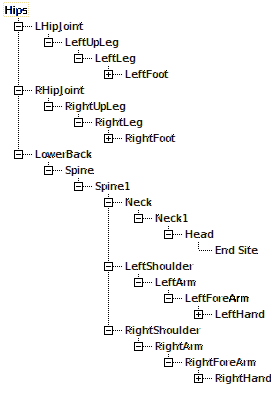 Hips
LHipJoint
LeftUpLeg
LeftLeg
LeftFoot
RHipJoint
RightUpLeg
RightLeg
RightFoot
LowerBack
Spine
Spine1
Neck
Neck1
Head
End Site
LeftShoulder
LeftArm
LeftForeArm
LeftHand
RightShoulder
RightArm
RightForeArm
RightHand